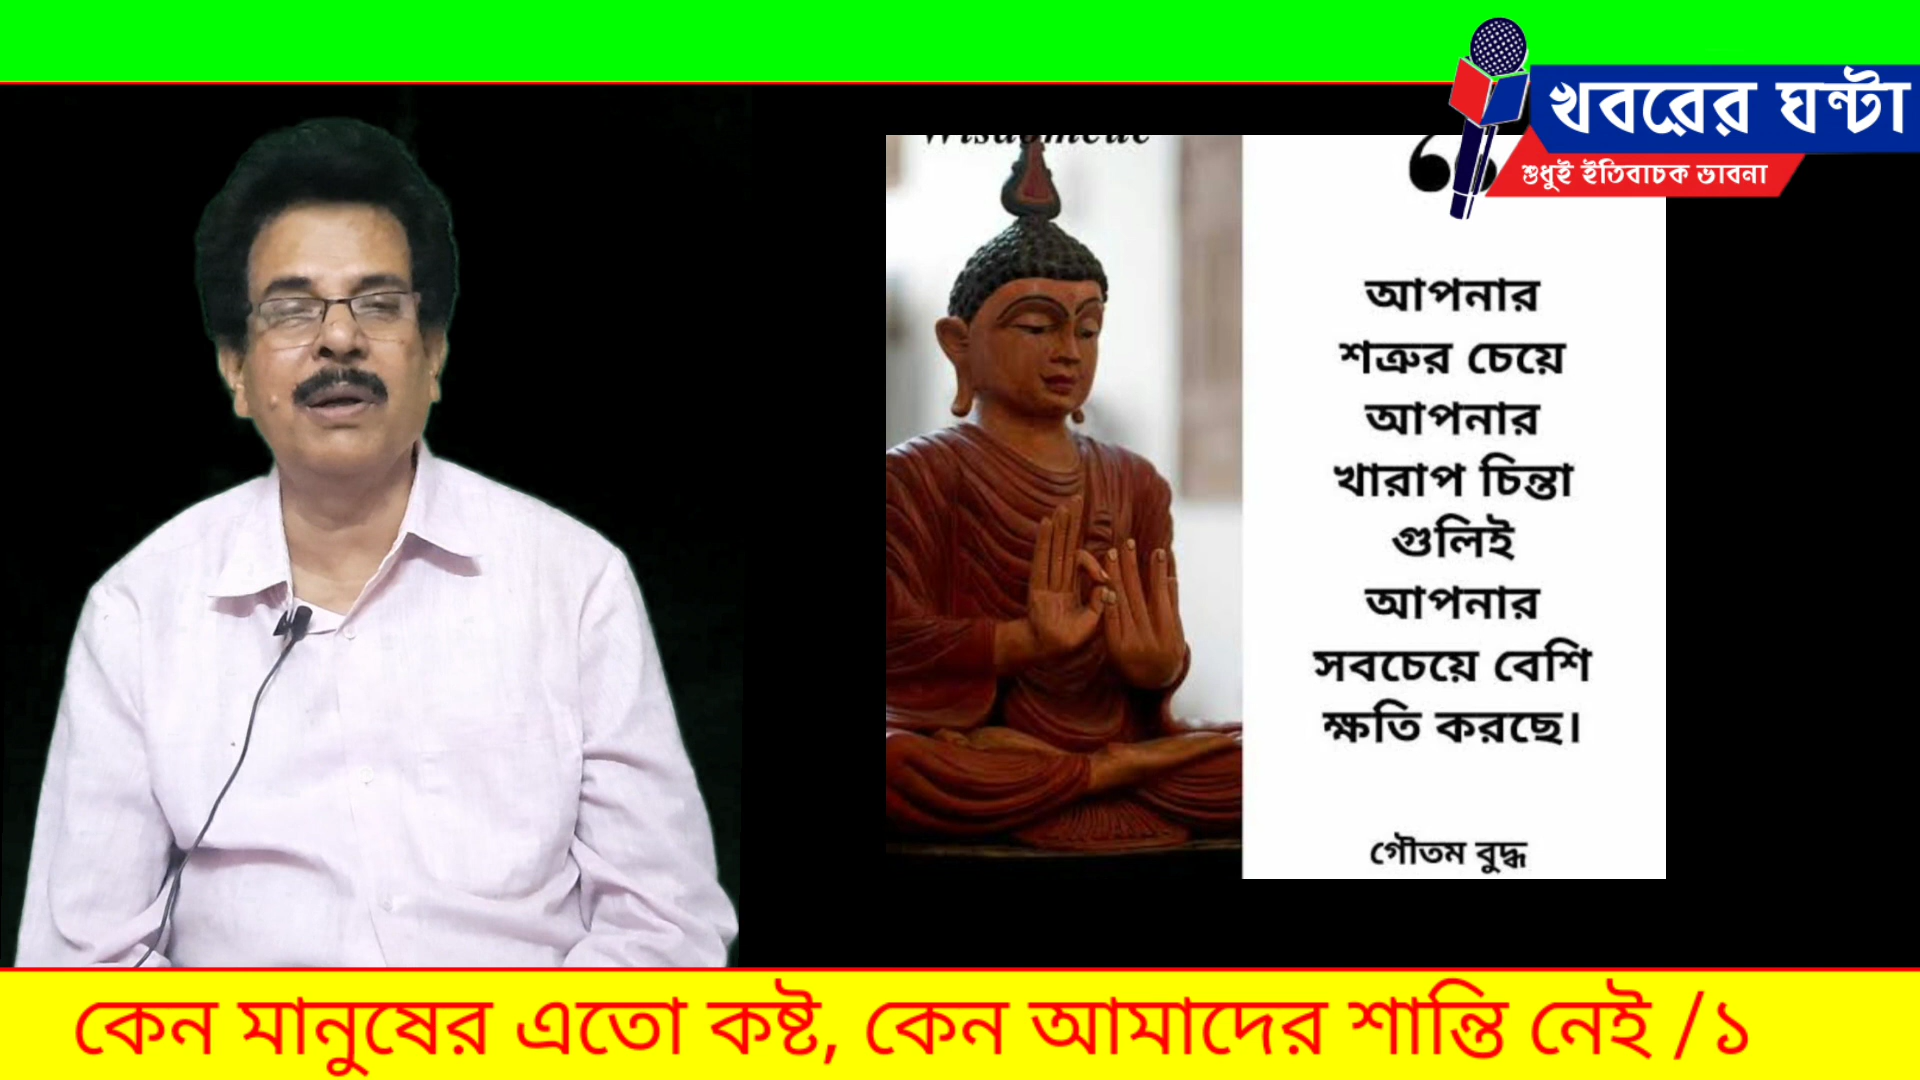 খবরের ঘন্টা
শুধুই ইতিবাচক ভাবনা
আপনার
শত্রুর চেয়ে
আপনার
খারাপ চিন্তা
গুলিই
আপনার
সবচেয়ে বেশি
ক্ষতি করছে।
গৌতম বুদ্ধ
কেন মানুষের এতো কষ্ট, কেন আমাদের শান্তি নেই /১